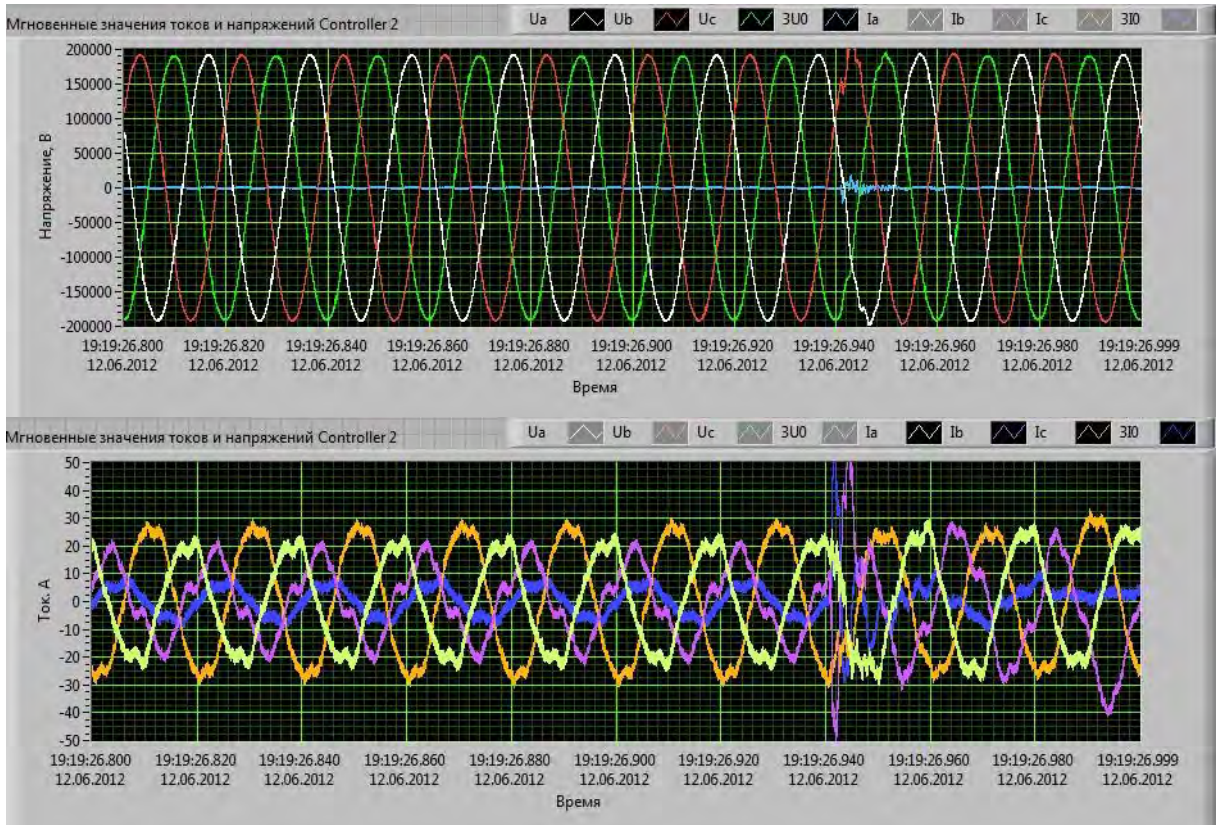 Мгновенные значения токов и напряжений Controller 2
Ua Ub Uc 3U0 Ia Ib Ic 3I0
Напряжение, В
200000
150000
100000
50000
0
-50000
-100000
-150000
-200000
19:19:26.800 19:19:26.820 19:19:26.840 19:19:26.860 19:19:26.880 19:19:26.900 19:19:26.920 19:19:26.940 19:19:26.960 19:19:26.980 19:19:26.999
12.06.2012 12.06.2012 12.06.2012 12.06.2012 12.06.2012 12.06.2012 12.06.2012 12.06.2012 12.06.2012 12.06.2012 12.06.2012
Время
Мгновенные значения токов и напряжений Controller 2
Ua Ub Uc 3U0 Ia Ib Ic 3I0
Ток. А
50
40
30
20
10
0
-10
-20
-30
-40
-50
19:19:26.800 19:19:26.820 19:19:26.840 19:19:26.860 19:19:26.880 19:19:26.900 19:19:26.920 19:19:26.940 19:19:26.960 19:19:26.980 19:19:26.999
12.06.2012 12.06.2012 12.06.2012 12.06.2012 12.06.2012 12.06.2012 12.06.2012 12.06.2012 12.06.2012 12.06.2012 12.06.2012
Время